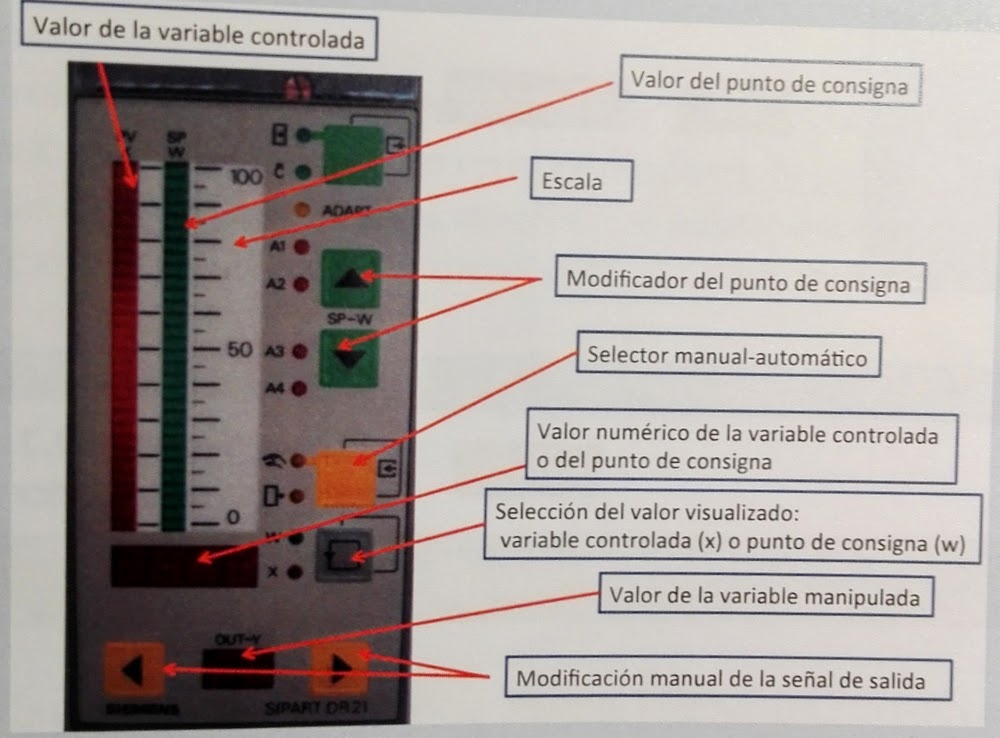 Valor de la variable controlada
Valor del punto de consigna
Escala
Modificador del punto de consigna
Selector manual-automático
Valor numérico de la variable controlada
o del punto de consigna
Selección del valor visualizado:
variable controlada (x) o punto de consigna (w)
Valor de la variable manipulada
Modificación manual de la señal de salida
SP
W
100
ADAPT
A1
A2
SP-W
50
A3
A4
0
W
X
OUT-Y
SIEMENS
SIPART DR21